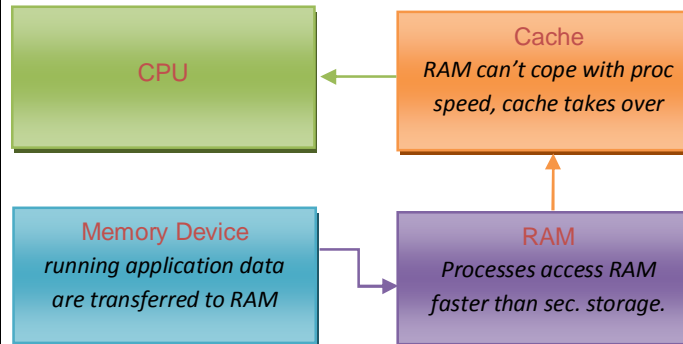 CPU
Cache
RAM can't cope with proc
speed, cache takes over
Memory Device
running application data
are transferred to RAM
RAM
Processes access RAM
faster than sec. storage.